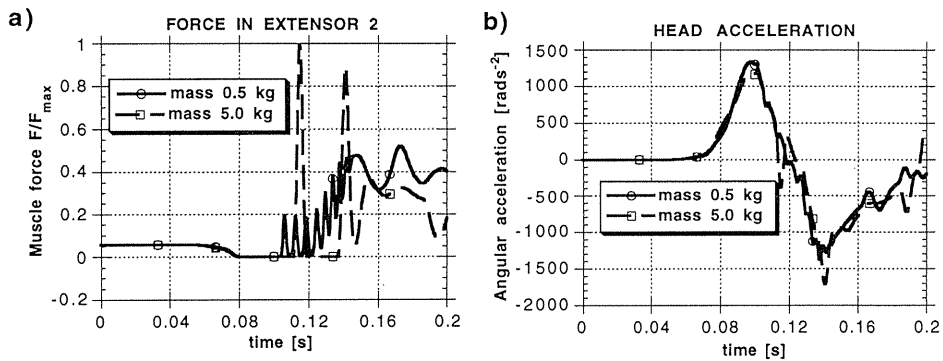 a)
FORCE IN EXTENSOR 2
Muscle force F/Fmax
1
0.8
0.6
0.4
0.2
0
-0.2
mass 0.5 kg
mass 5.0 kg
0 0.04 0.08 0.12 0.16 0.2
time [s]
b)
HEAD ACCELERATION
Angular acceleration [rads-2]
1500
1000
500
0
-500
-1000
-1500
-2000
mass 0.5 kg
mass 5.0 kg
0 0.04 0.08 0.12 0.16 0.2
time [s]